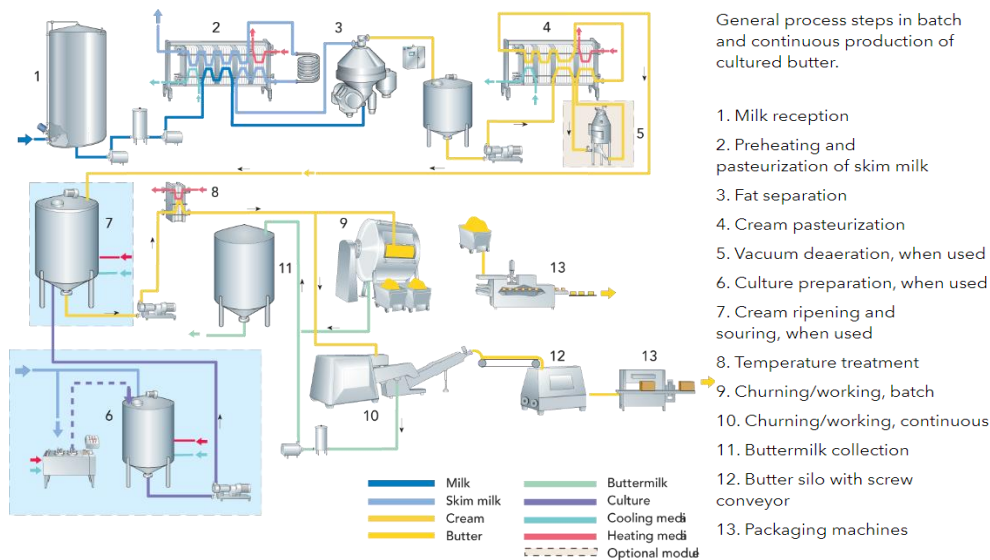 General process steps in batch
and continuous production of
cultured butter.
1. Milk reception
2. Preheating and
pasteurization of skim milk
3. Fat separation
4. Cream pasteurization
5. Vacuum deaeration, when used
6. Culture preparation, when used
7. Cream ripening and
souring, when used
8. Temperature treatment
9. Churning/working, batch
10. Churning/working, continuous
11. Buttermilk collection
12. Butter silo with screw
conveyor
13. Packaging machines
1
2
3
4
5
7
8
9
11
13
6
10
12
13
Milk
Skim milk
Cream
Butter
Buttermilk
Culture
Cooling media
Heating media
Optional module